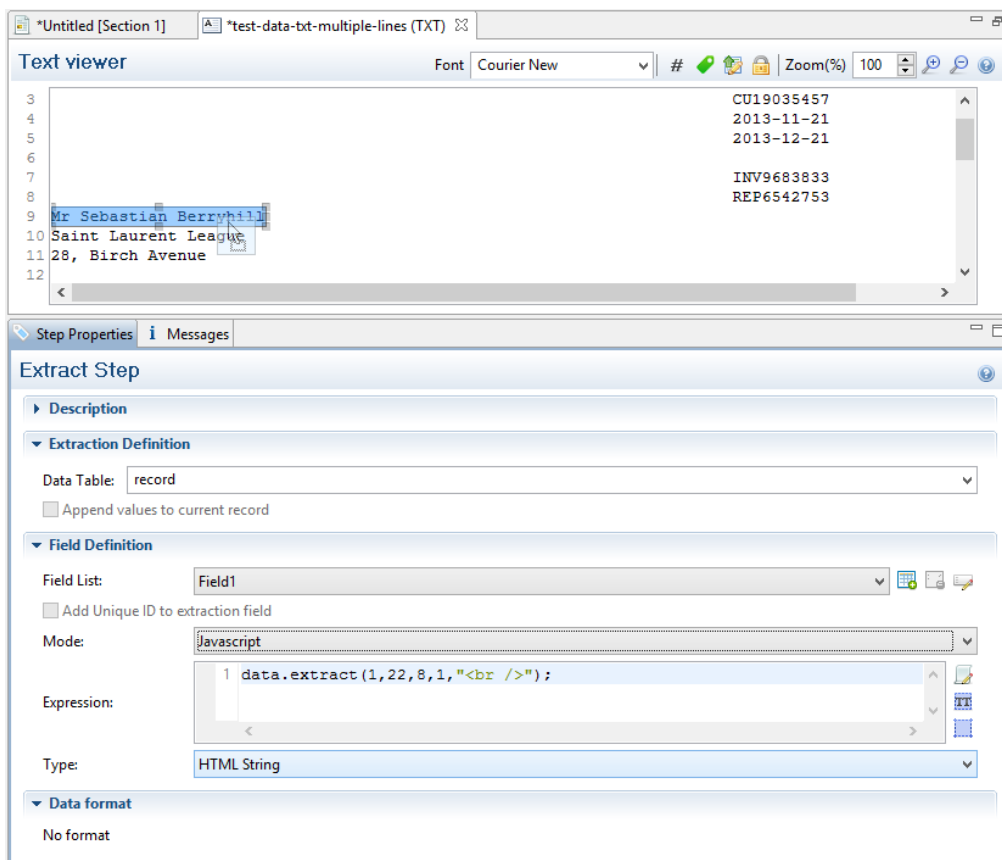 *Untitled [Section 1] *test-data-txt-multiple-lines (TXT)
Text viewer Font Courier New # Zoom(%) 100
3 CU19035457
4 2013-11-21
5 2013-12-21
6
7 INV9683833
8 REP6542753
9 Mr Sebastian Berryhill
10 Saint Laurent League
11 28, Birch Avenue
12
Step Properties i Messages
Extract Step
Description
Extraction Definition
Data Table: record
Append values to current record
Field Definition
Field List: Field1
Add Unique ID to extraction field
Mode: Javascript
1 data.extract(1,22,8,1,"<br />");
Expression:
Type: HTML String
Data format
No format